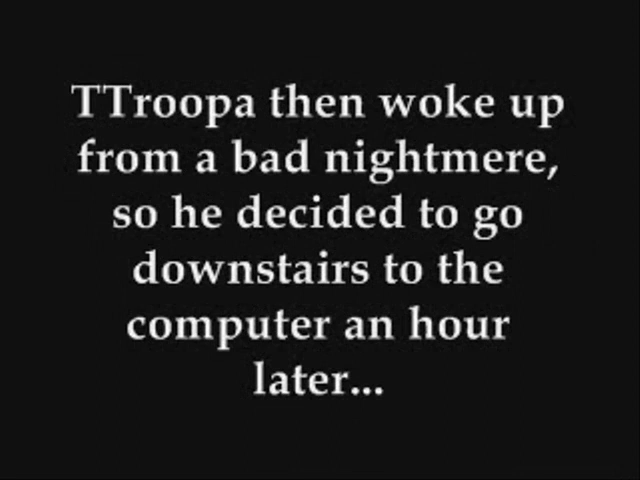 TTroopa then woke up
from a bad nightmere,
so he decided to go
downstairs to the
computer an hour
later...